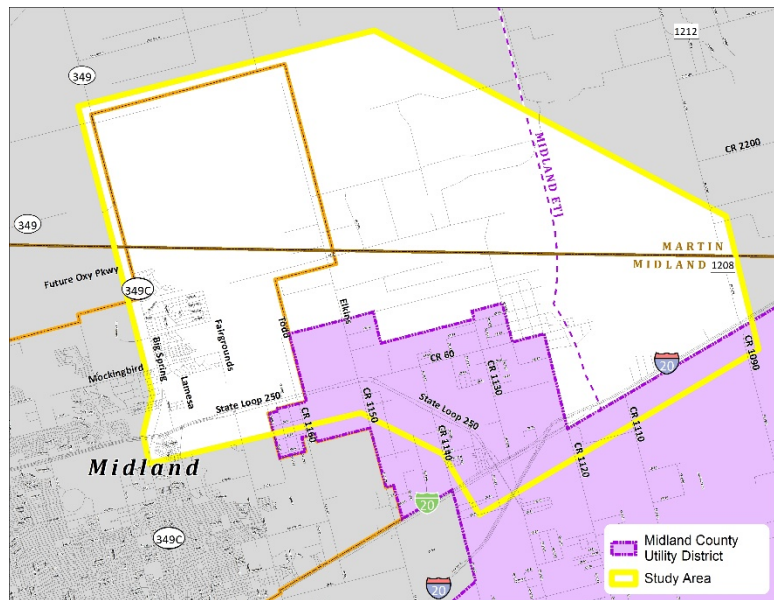 1212
349
MIDLAND ETJ
CR 2200
349
MARTIN
MIDLAND
1208
Future Oxy Pkwy
349C
Elkins
Todd
Fairgrounds
Big Spring
Mockingbird
Lamesa
CR 60
CR 1130
20
CR 1090
State Loop 250
State Loop 250
CR 1150
CR 1160
CR 1140
CR 1110
CR 1120
Midland
20
349C
20
Midland County
Utility District
Study Area